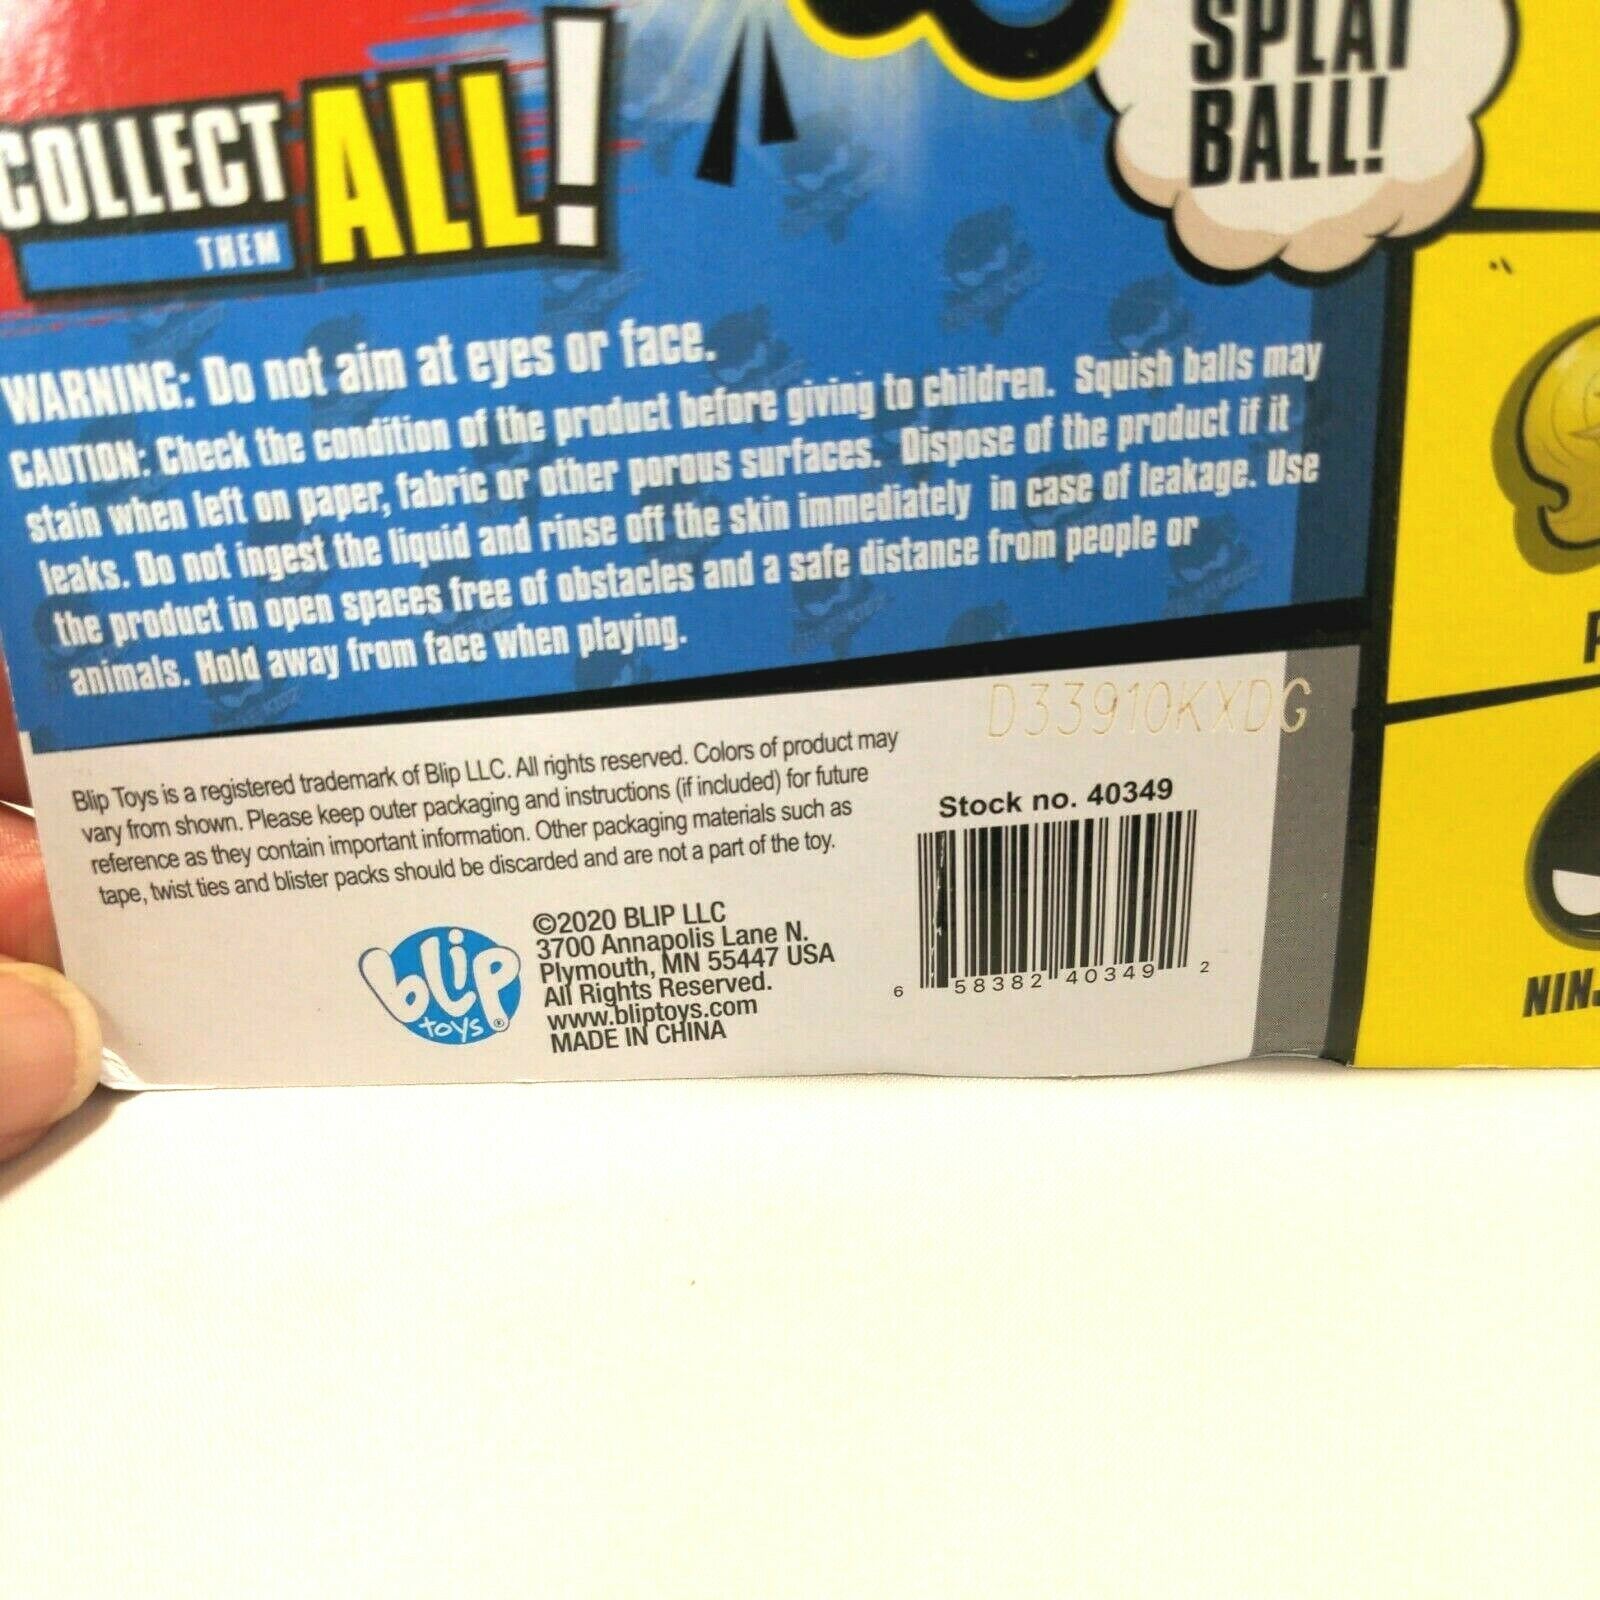 SPLAT
BALL!
COLLECT
THEM
ALL!
WARNING: Do not aim at eyes or face.
CAUTION: Check the condition of the product before giving to children. Squish balls may
stain when left on paper, fabric or other porous surfaces. Dispose of the product if it
leaks. Do not ingest the liquid and rinse off the skin immediately in case of leakage. Use
the product in open spaces free of obstacles and a safe distance from people or
animals. Hold away from face when playing.
D33910KXDG
Blip Toys is a registered trademark of Blip LLC. All rights reserved. Colors of product may
vary from shown. Please keep outer packaging and instructions (if included) for future
reference as they contain important information. Other packaging materials such as
tape, twist ties and blister packs should be discarded and are not a part of the toy.
Stock no. 40349
6 58382 40349 2
blip
toys ®
©2020 BLIP LLC
3700 Annapolis Lane N.
Plymouth, MN 55447 USA
All Rights Reserved.
www.bliptoys.com
MADE IN CHINA